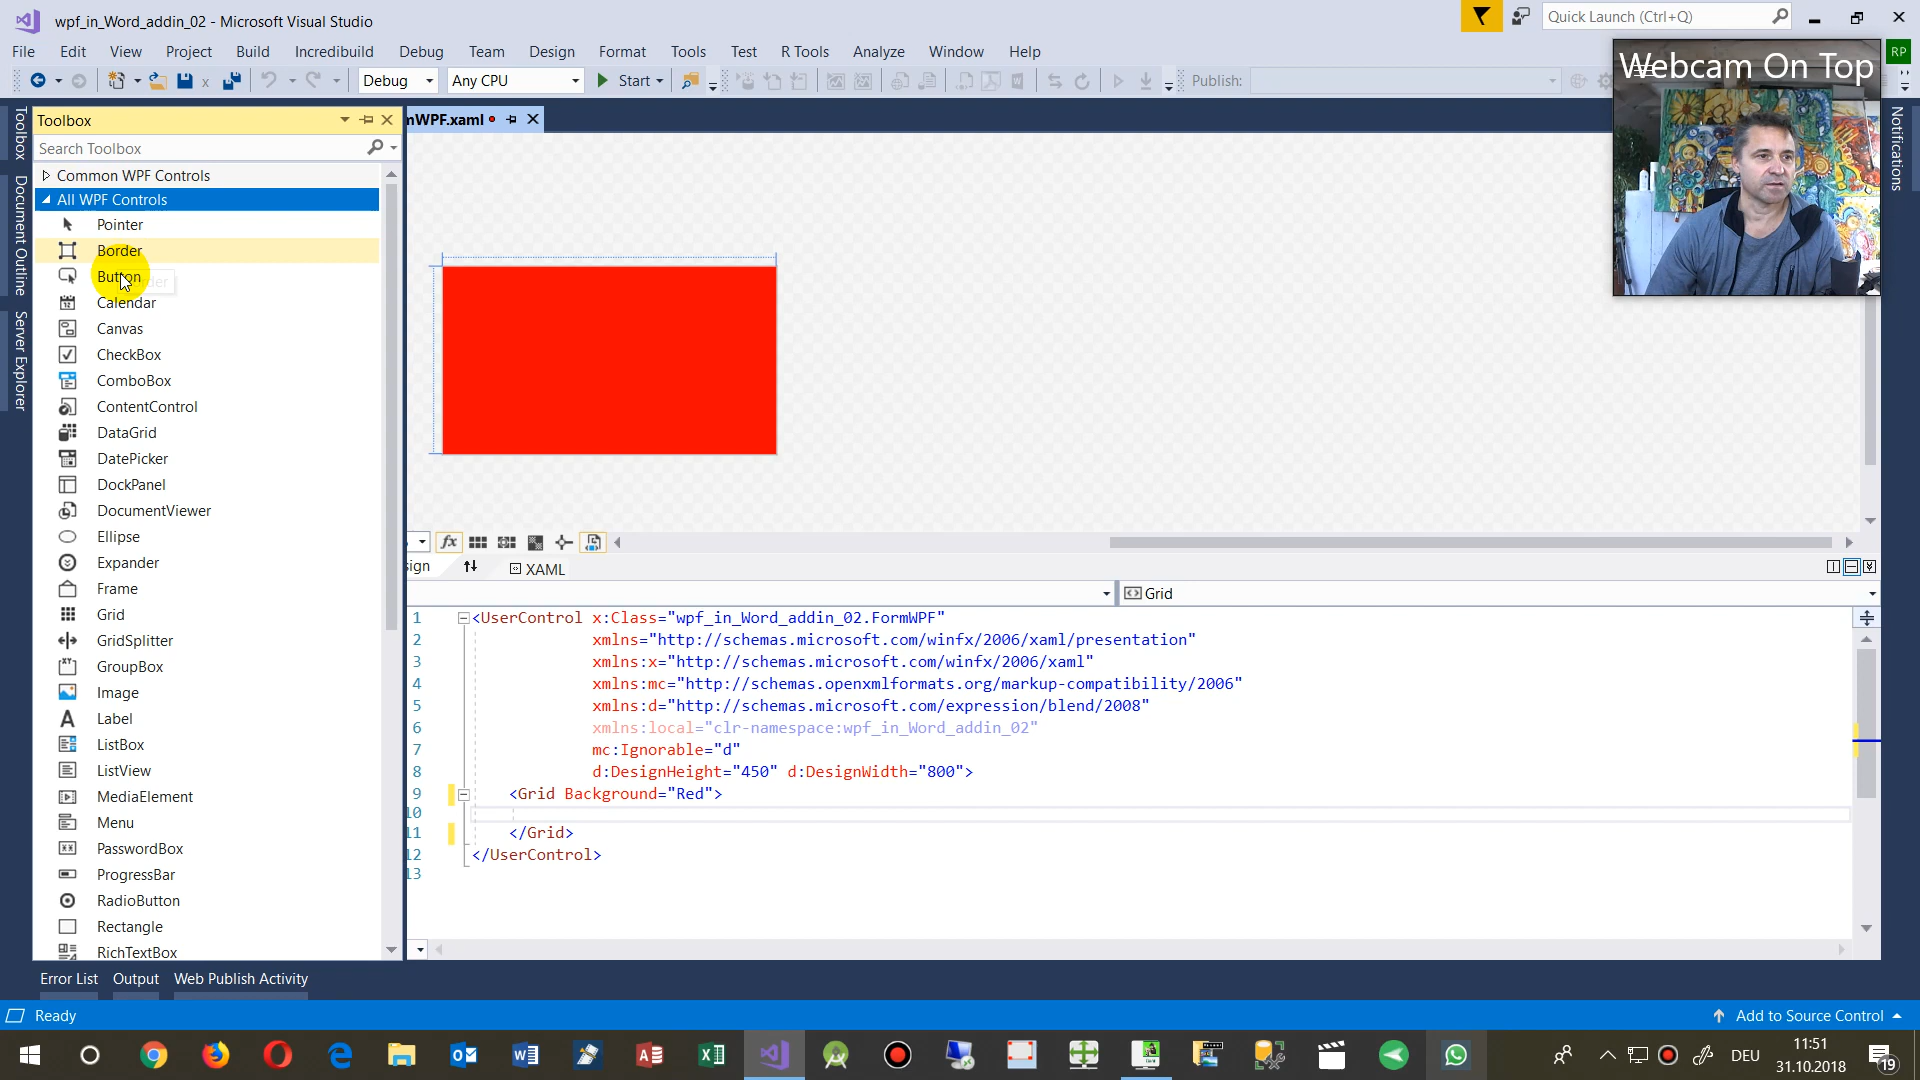 wpf_in_Word_addin_02 - Microsoft Visual Studio
Quick Launch (Ctrl+Q)
File Edit View Project Build Incredibuild Debug Team Design Format Tools Test R Tools Analyze Window Help
RP
Debug Any CPU Start Publish:
Webcam On Top
Toolbox
Document Outline
Server Explorer
Notifications
Toolbox
mWPF.xaml
Search Toolbox
Common WPF Controls
All WPF Controls
Pointer
Border
Button
Calendar
Canvas
CheckBox
ComboBox
ContentControl
DataGrid
DatePicker
DockPanel
DocumentViewer
Ellipse
Expander
Frame
Grid
GridSplitter
GroupBox
Image
Label
ListBox
ListView
MediaElement
Menu
PasswordBox
ProgressBar
RadioButton
Rectangle
RichTextBox
fx
sign XAML
Grid
1 <UserControl x:Class="wpf_in_Word_addin_02.FormWPF"
2 xmlns="http://schemas.microsoft.com/winfx/2006/xaml/presentation"
3 xmlns:x="http://schemas.microsoft.com/winfx/2006/xaml"
4 xmlns:mc="http://schemas.openxmlformats.org/markup-compatibility/2006"
5 xmlns:d="http://schemas.microsoft.com/expression/blend/2008"
6 xmlns:local="clr-namespace:wpf_in_Word_addin_02"
7 mc:Ignorable="d"
8 d:DesignHeight="450" d:DesignWidth="800">
9 <Grid Background="Red">
10
11 </Grid>
12 </UserControl>
13
Error List Output Web Publish Activity
Ready
Add to Source Control
DEU
11:51
31.10.2018
19